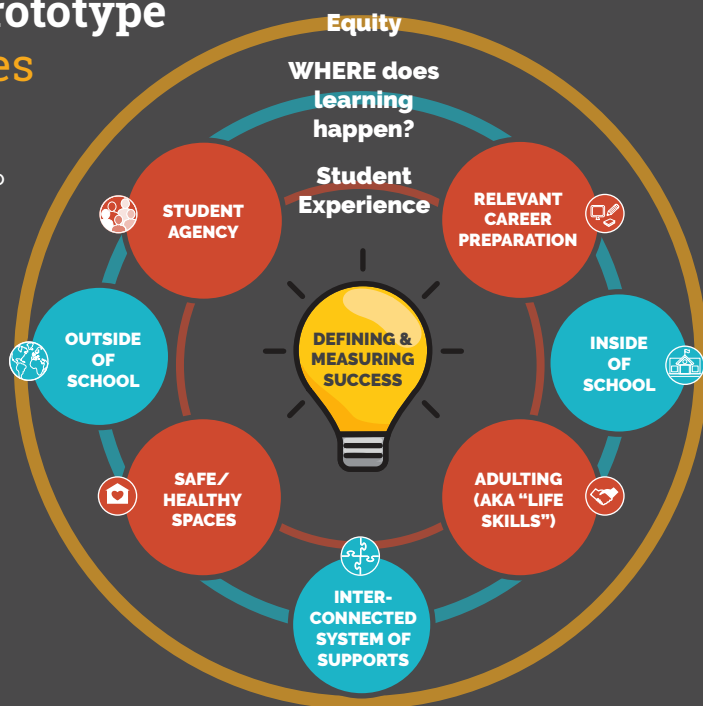 rototype
es
o
Equity
WHERE does
learning
happen?
Student
Experience
STUDENT
AGENCY
RELEVANT
CAREER
PREPARATION
OUTSIDE
OF
SCHOOL
DEFINING &
MEASURING
SUCCESS
INSIDE
OF
SCHOOL
SAFE/
HEALTHY
SPACES
ADULTING
(AKA “LIFE
SKILLS”)
INTER-
CONNECTED
SYSTEM OF
SUPPORTS